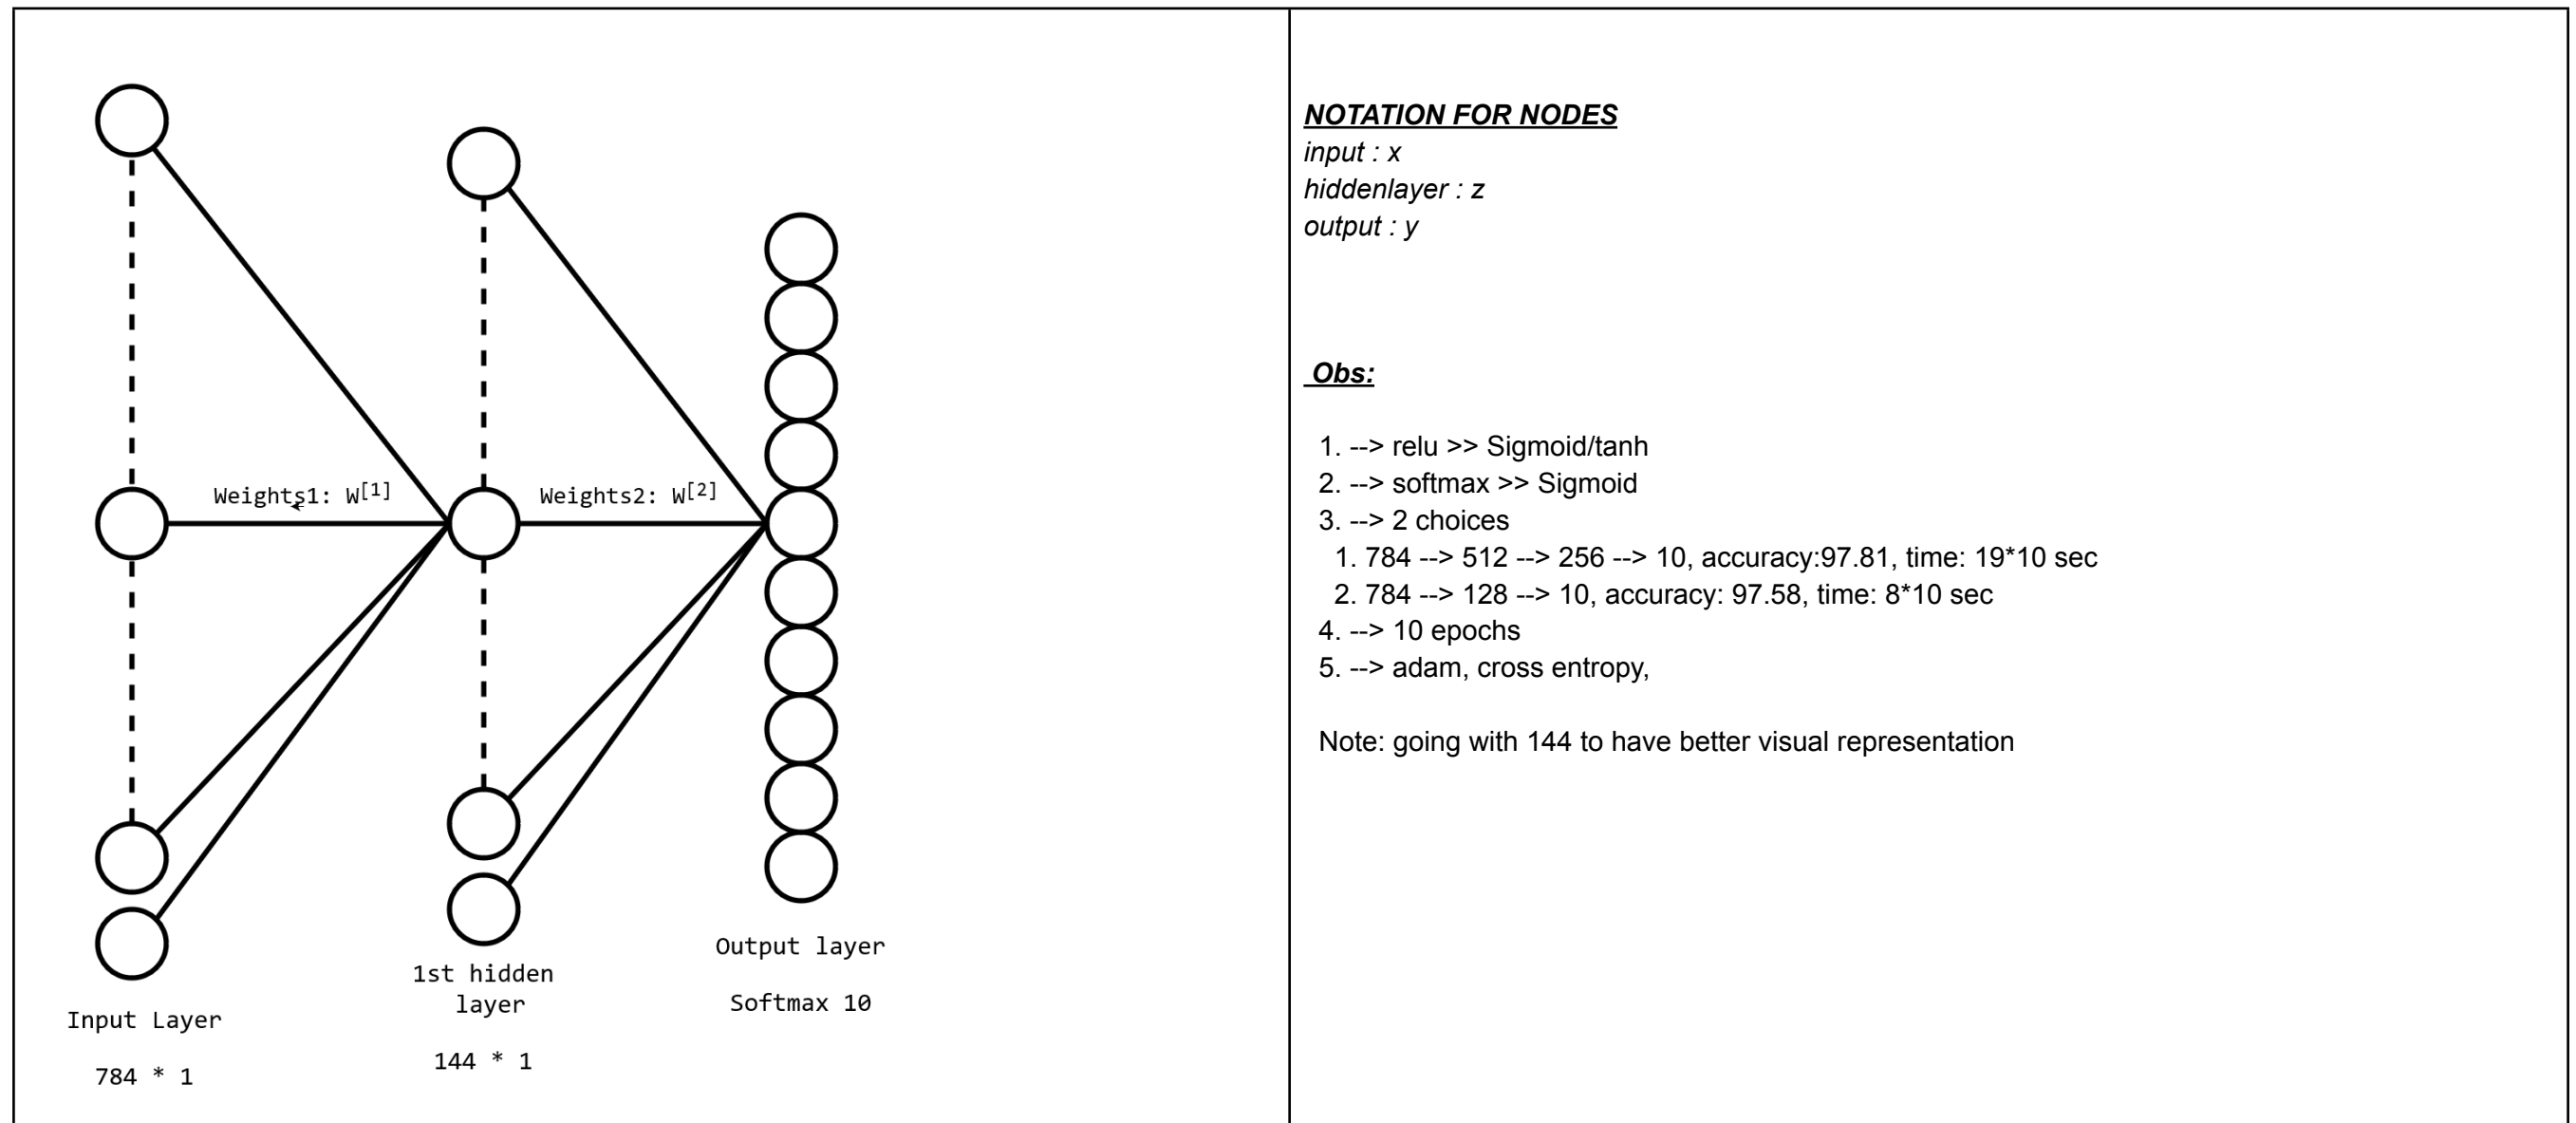 Weights1: W[1]
Weights2: W[2]
Input Layer
784 * 1
1st hidden
layer
144 * 1
Output layer
Softmax 10
NOTATION FOR NODES
input : x
hiddenlayer : z
output : y
Obs:
1. --> relu >> Sigmoid/tanh
2. --> softmax >> Sigmoid
3. --> 2 choices
1. 784 --> 512 --> 256 --> 10, accuracy:97.81, time: 19*10 sec
2. 784 --> 128 --> 10, accuracy: 97.58, time: 8*10 sec
4. --> 10 epochs
5. --> adam, cross entropy,
Note: going with 144 to have better visual representation